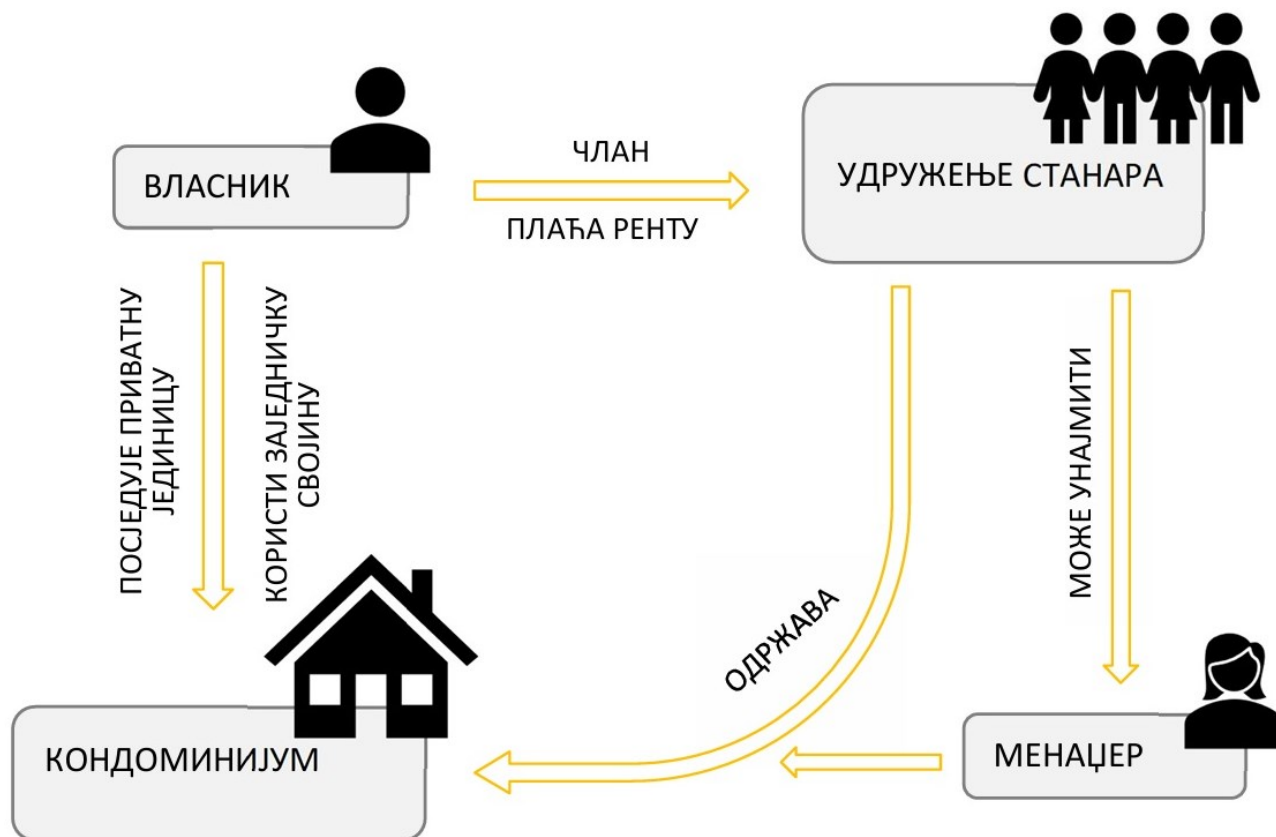 ВЛАСНИК
ЧЛАН
ПЛАЋА РЕНТУ
УДРУЖЕЊЕ СТАНАРА
ПОСЈЕДУЈЕ ПРИВАТНУ
ЈЕДИНИЦУ
КОРИСТИ ЗАЈЕДНИЧКУ
СВОЈИНУ
МОЖЕ УНАЈМИТИ
ОДРЖАВА
КОНДОМИНИЈУМ
МЕНАЏЕР